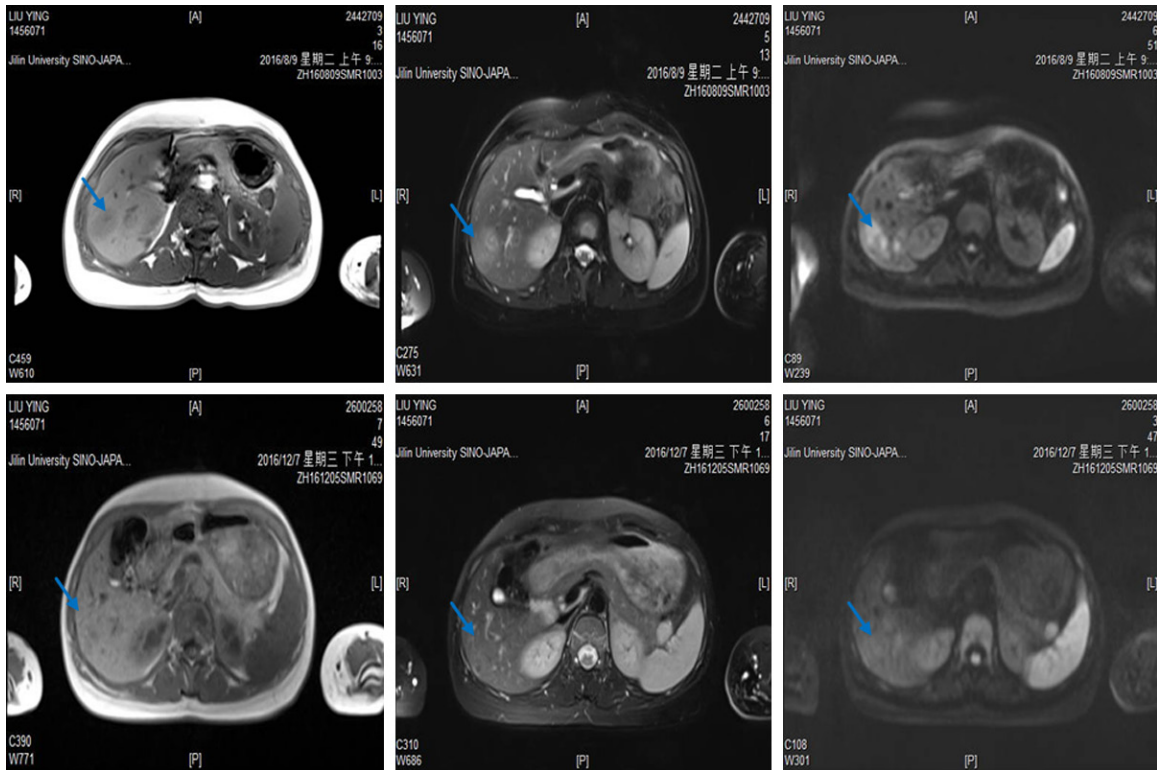 LIU YING
1456071
Jilin University SINO-JAPA...
[A]
2442709
3
16
2016/8/9 星期二 上午 9:...
ZH160809SMR1003
[R]
[L]
C459
W610
[P]
LIU YING
1456071
Jilin University SINO-JAPA...
[A]
2442709
5
13
2016/8/9 星期二 上午 9:...
ZH160809SMR1003
[R]
[L]
C275
W631
[P]
LIU YING
1456071
Jilin University SINO-JAPA...
[A]
2442709
6
51
2016/8/9 星期二 上午 9:...
ZH160809SMR1003
[R]
[L]
C89
W239
[P]
LIU YING
1456071
Jilin University SINO-JAPA...
[A]
2600258
7
49
2016/12/7 星期三 下午 1...
ZH161205SMR1069
[R]
[L]
C390
W771
[P]
LIU YING
1456071
Jilin University SINO-JAPA...
[A]
2600258
6
17
2016/12/7 星期三 下午 1...
ZH161205SMR1069
[R]
[L]
C310
W686
[P]
LIU YING
1456071
Jilin University SINO-JAPA...
[A]
2600258
3
47
2016/12/7 星期三 下午 1...
ZH161205SMR1069
[R]
[L]
C108
W301
[P]